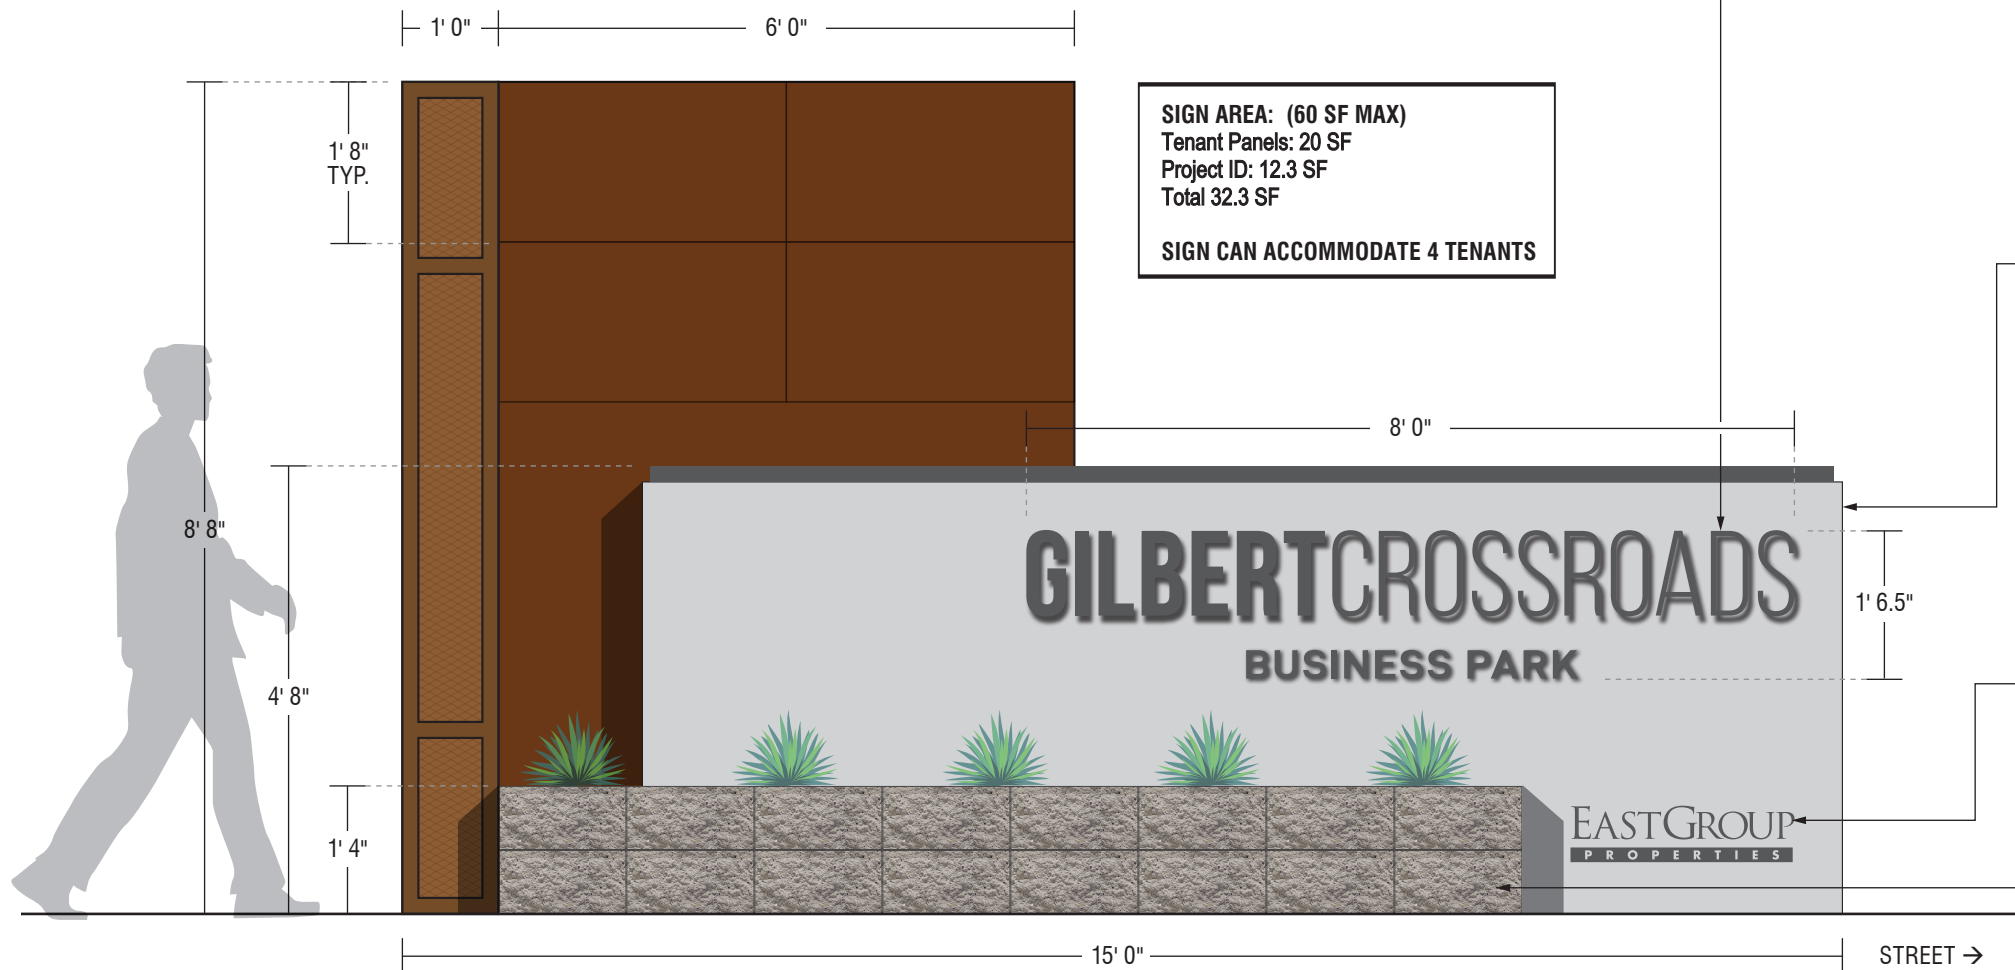 1' 0"
6' 0"
1' 8"
TYP.
SIGN AREA: (60 SF MAX)
Tenant Panels: 20 SF
Project ID: 12.3 SF
Total 32.3 SF
SIGN CAN ACCOMMODATE 4 TENANTS
8' 0"
8' 8"
GILBERTCROSSROADS
1' 6.5"
BUSINESS PARK
4' 8"
1' 4"
EASTGROUP
PROPERTIES
15' 0"
STREET →